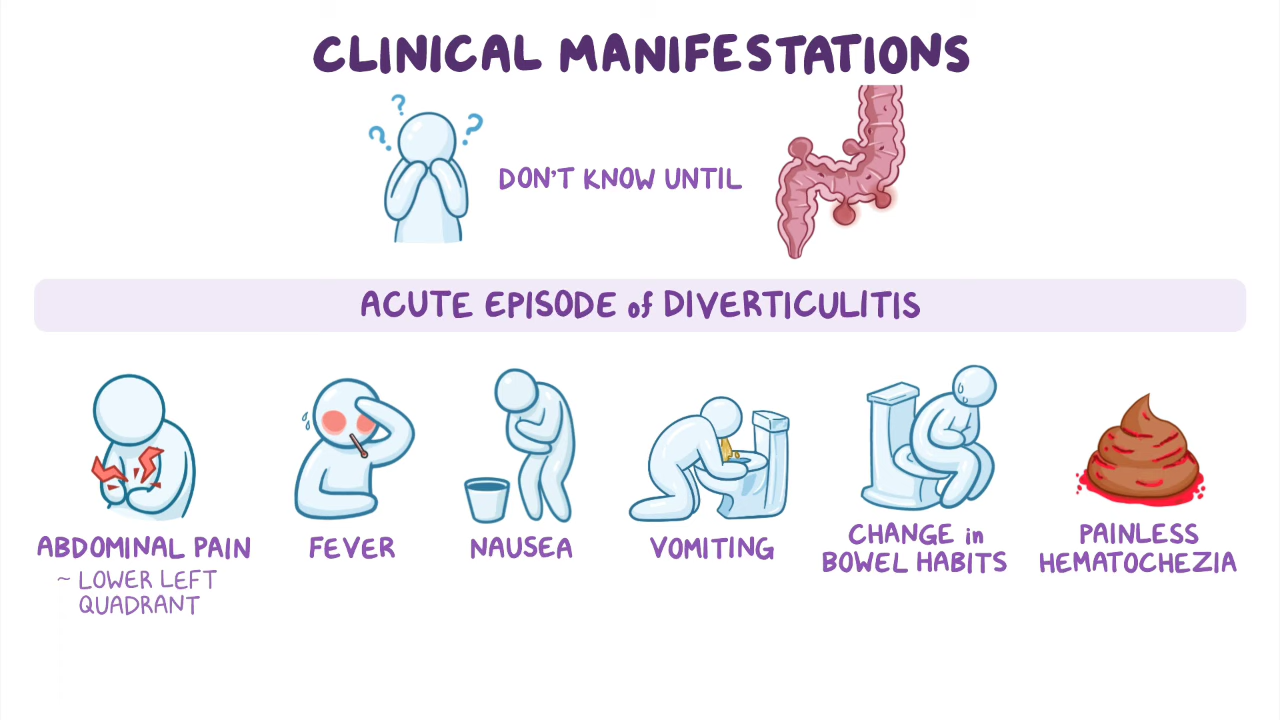 CLINICAL MANIFESTATIONS
? ? ?
DON'T KNOW UNTIL
ACUTE EPISODE of DIVERTICULITIS
ABDOMINAL PAIN
~ LOWER LEFT
QUADRANT
FEVER
NAUSEA
VOMITING
CHANGE in
BOWEL HABITS
PAINLESS
HEMATOCHEZIA